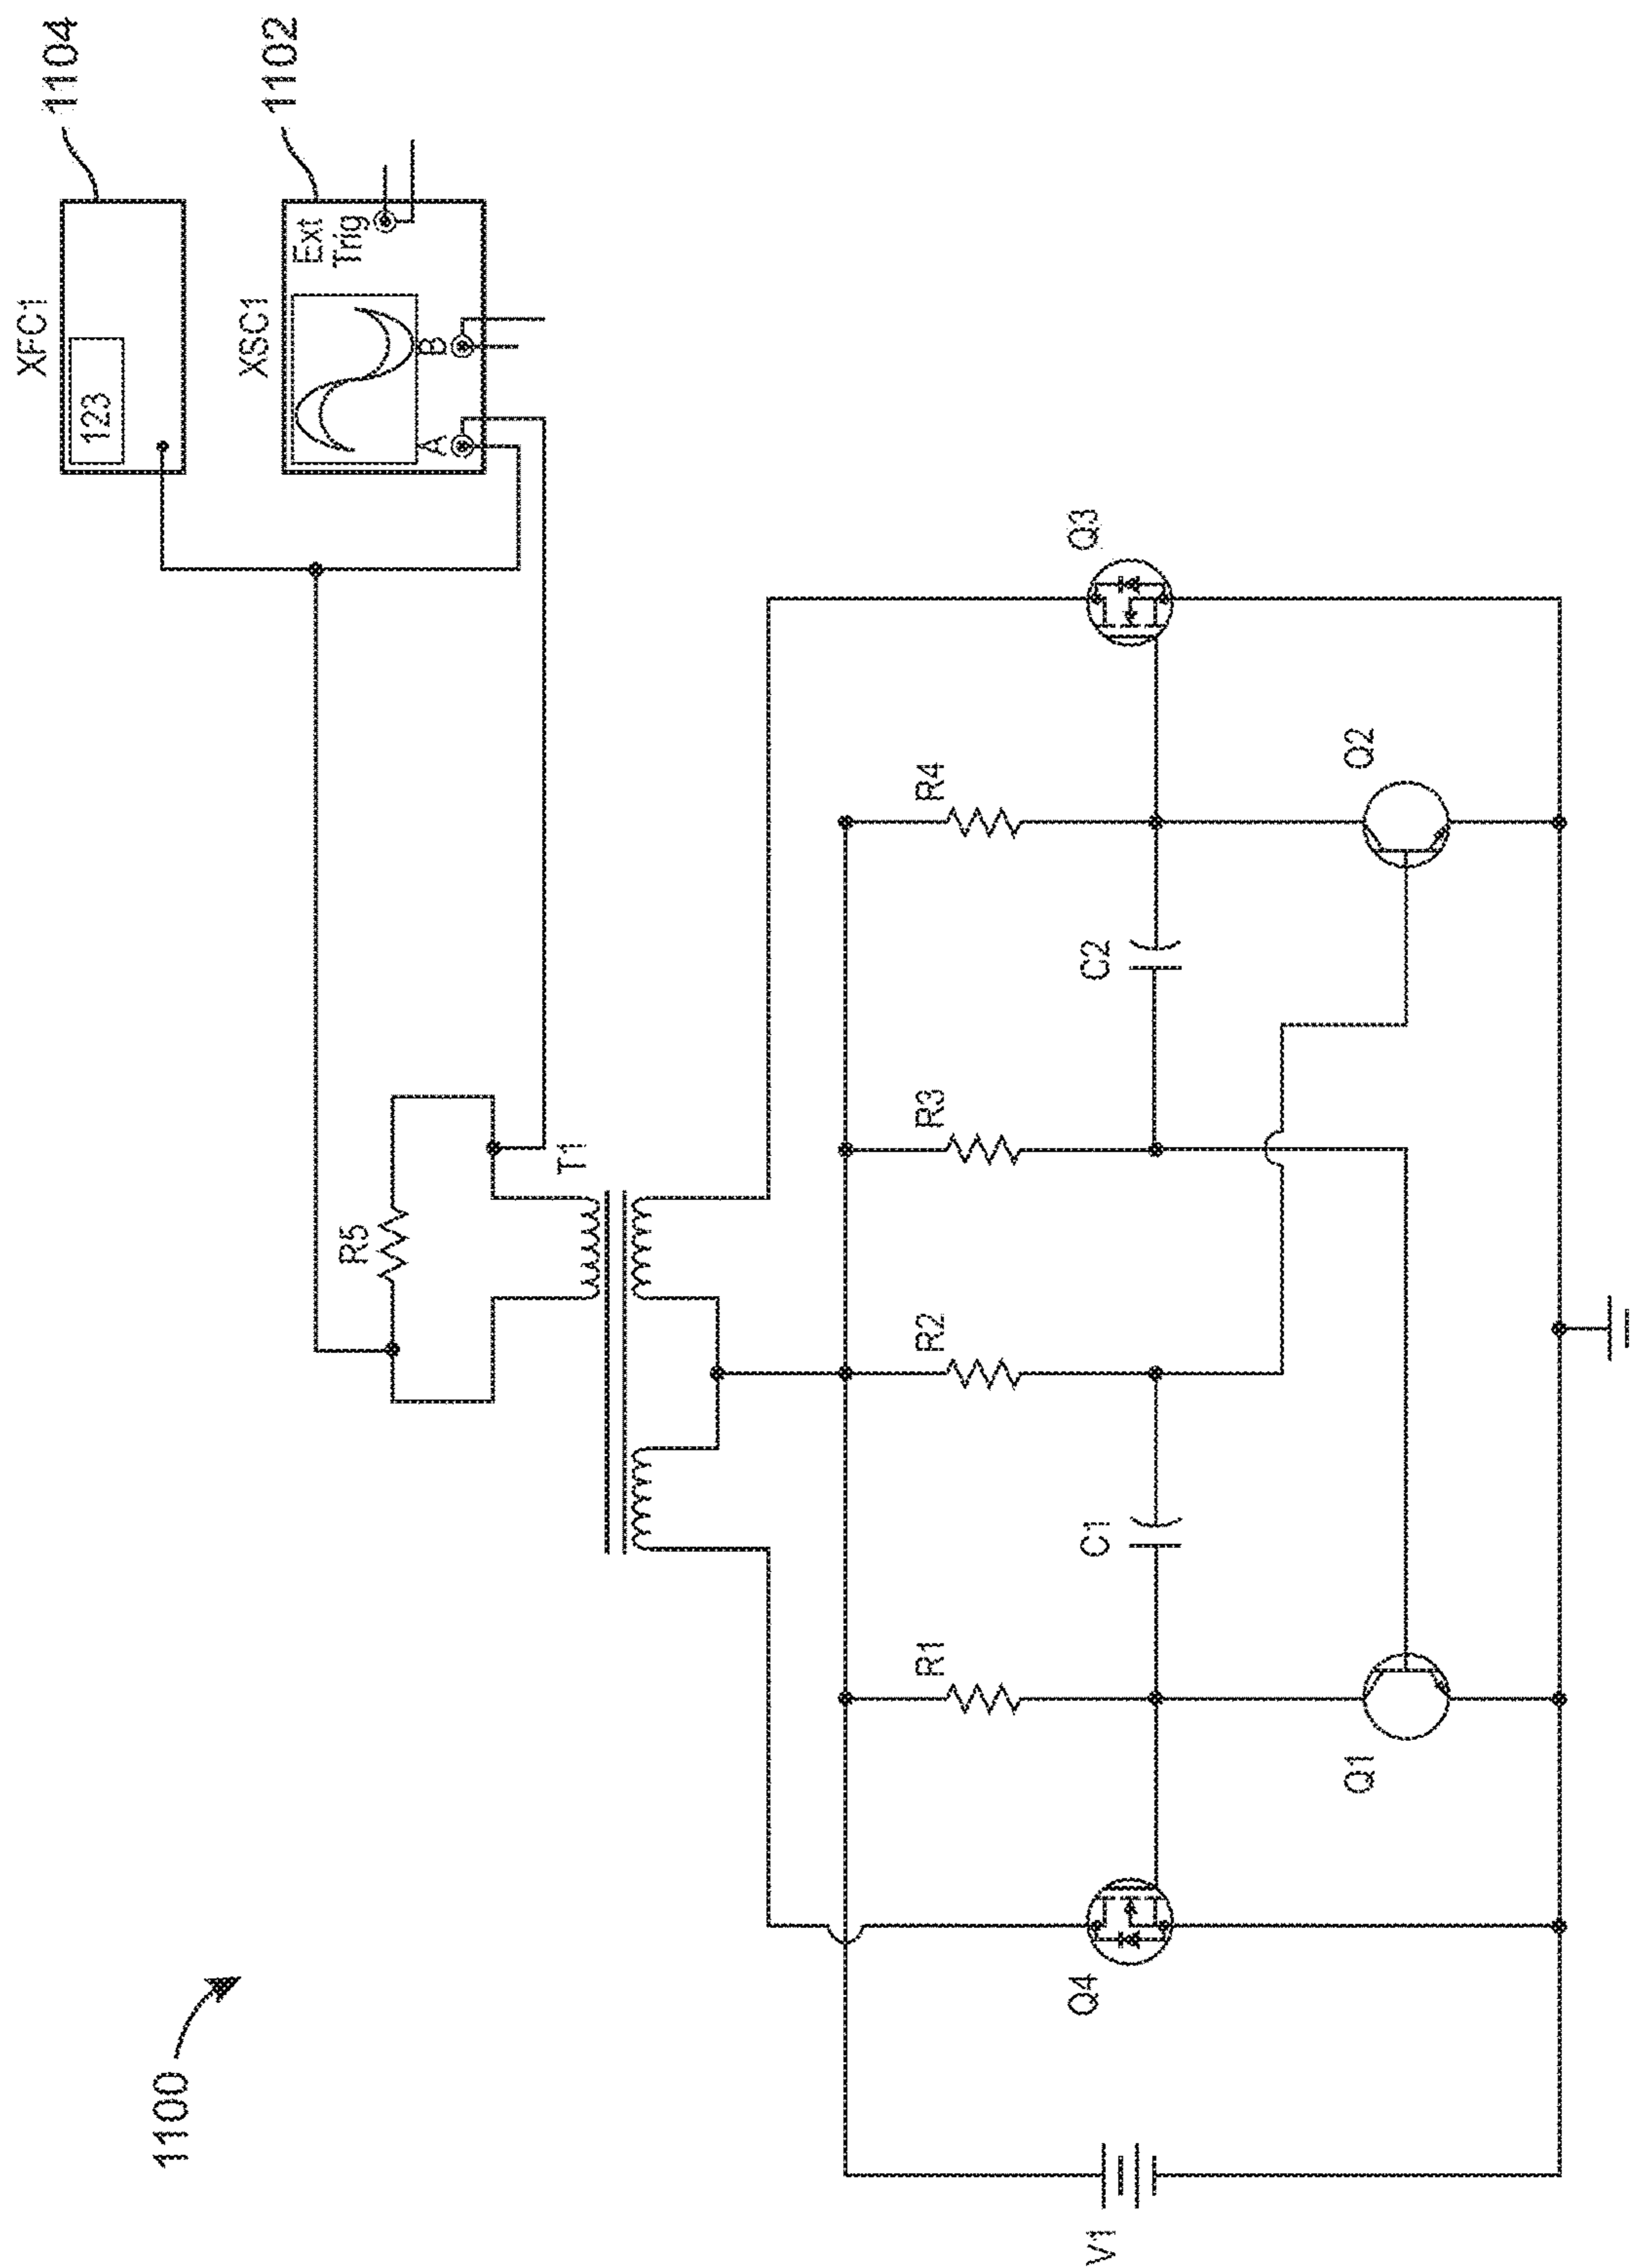 1100
XFC1
123
1104
XSC1
Ext
Trig
A
B
1102
R5
T1
R1
R2
R3
R4
C1
C2
Q4
Q3
V1
Q1
Q2